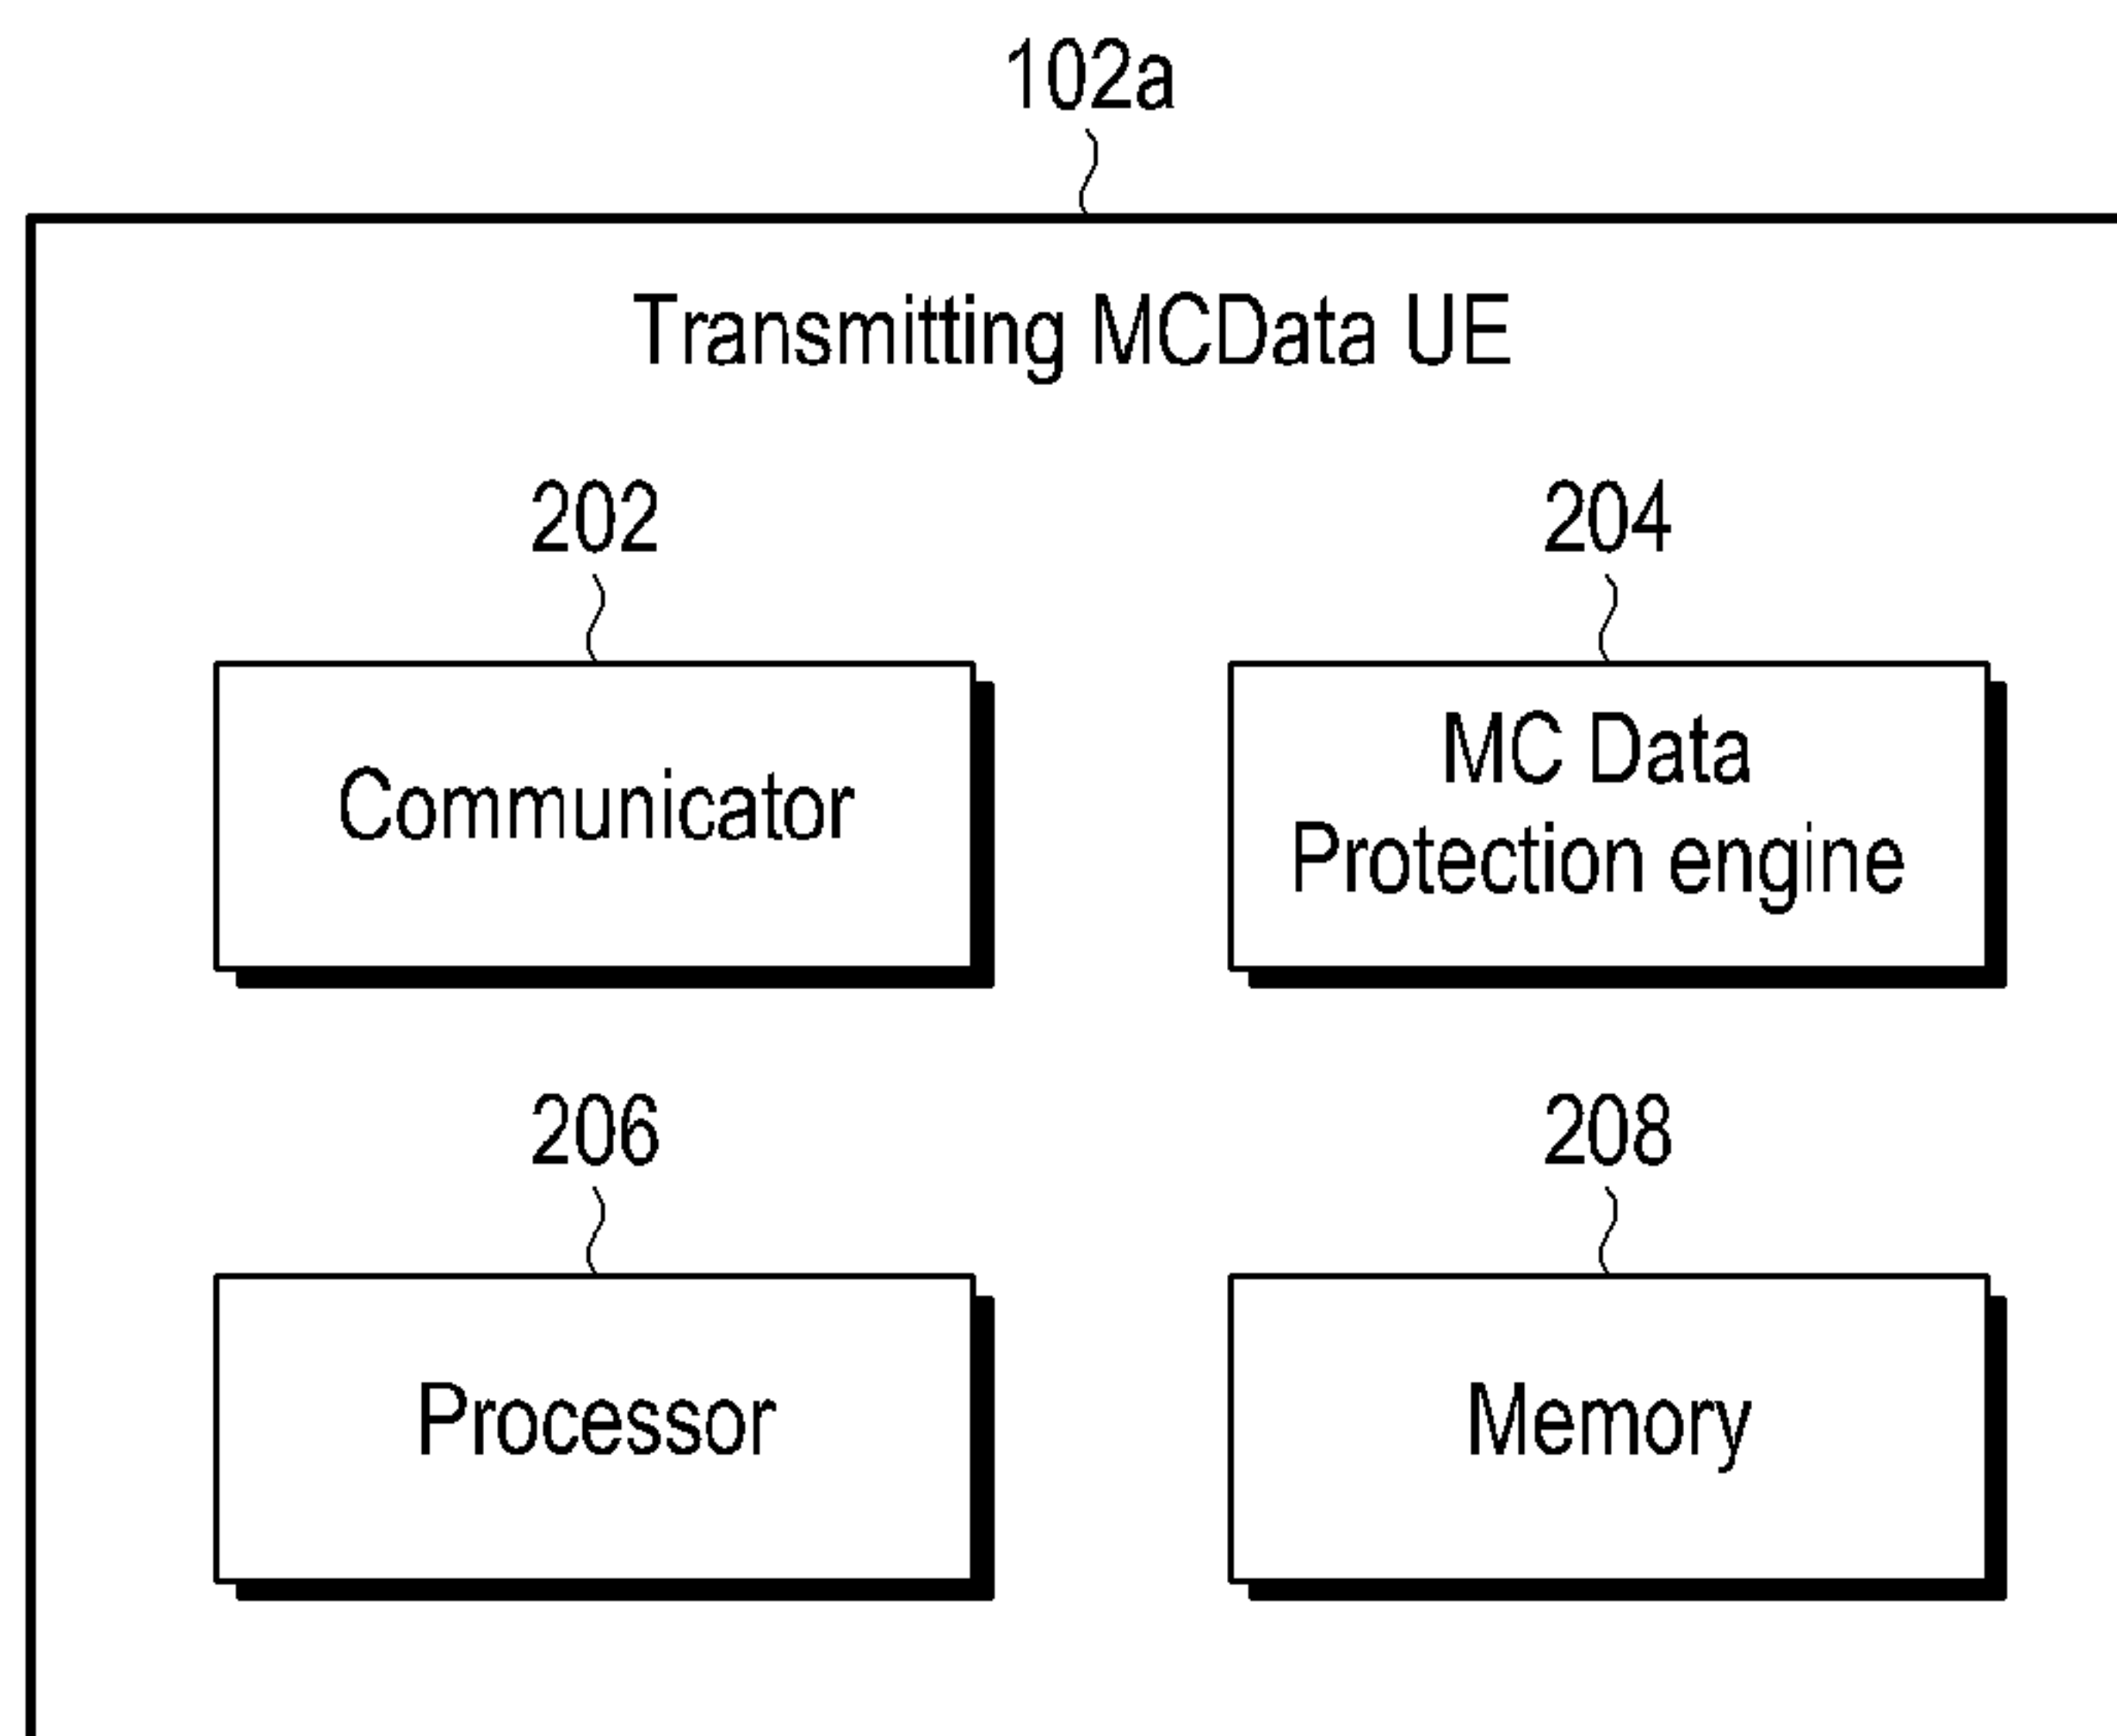 102a
Transmitting MCData UE
202
204
Communicator
MC Data
Protection engine
206
208
Processor
Memory